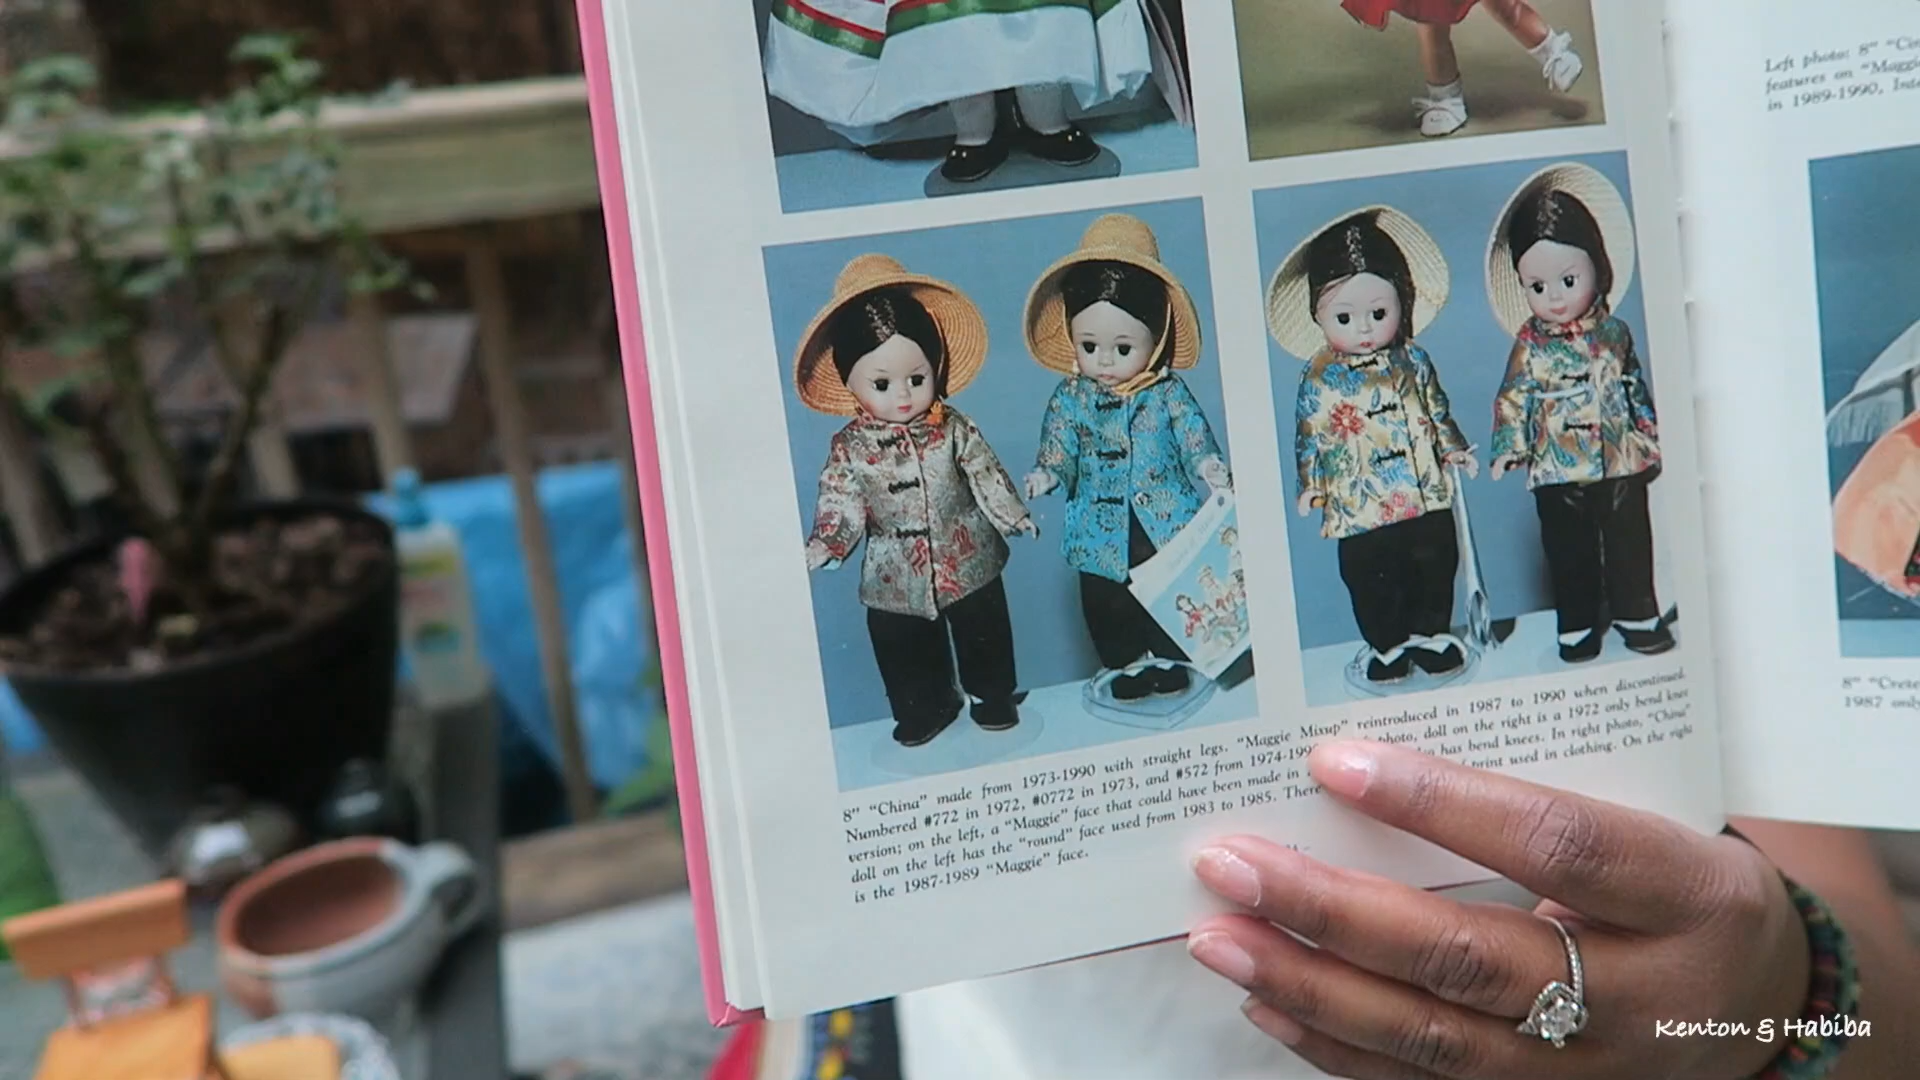 8" "China" made from 1973-1990 with straight legs. "Maggie Mixup" reintroduced in 1987 to 1990 when discontinued.
Numbered #772 in 1972, #0772 in 1973, and #572 from 1974-199 photo, doll on the right is a 1972 only bend knee
version; on the left, a "Maggie" face that could have been made in has bend knees. In right photo, "China"
doll on the left has the "round" face used from 1983 to 1985. There print used in clothing. On the right
is the 1987-1989 "Maggie" face.
Left photo: 8"
features on "Maggie
in 1989-1990.
8" "Crete
1987 only
Kenton & Habiba